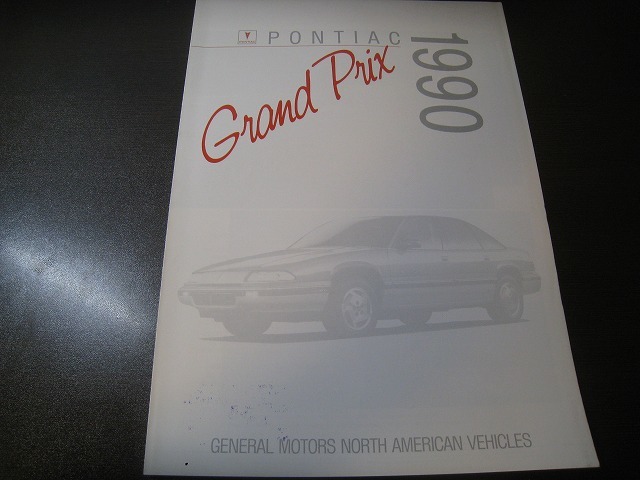 PONTIAC
Grand Prix
1990
GENERAL MOTORS NORTH AMERICAN VEHICLES